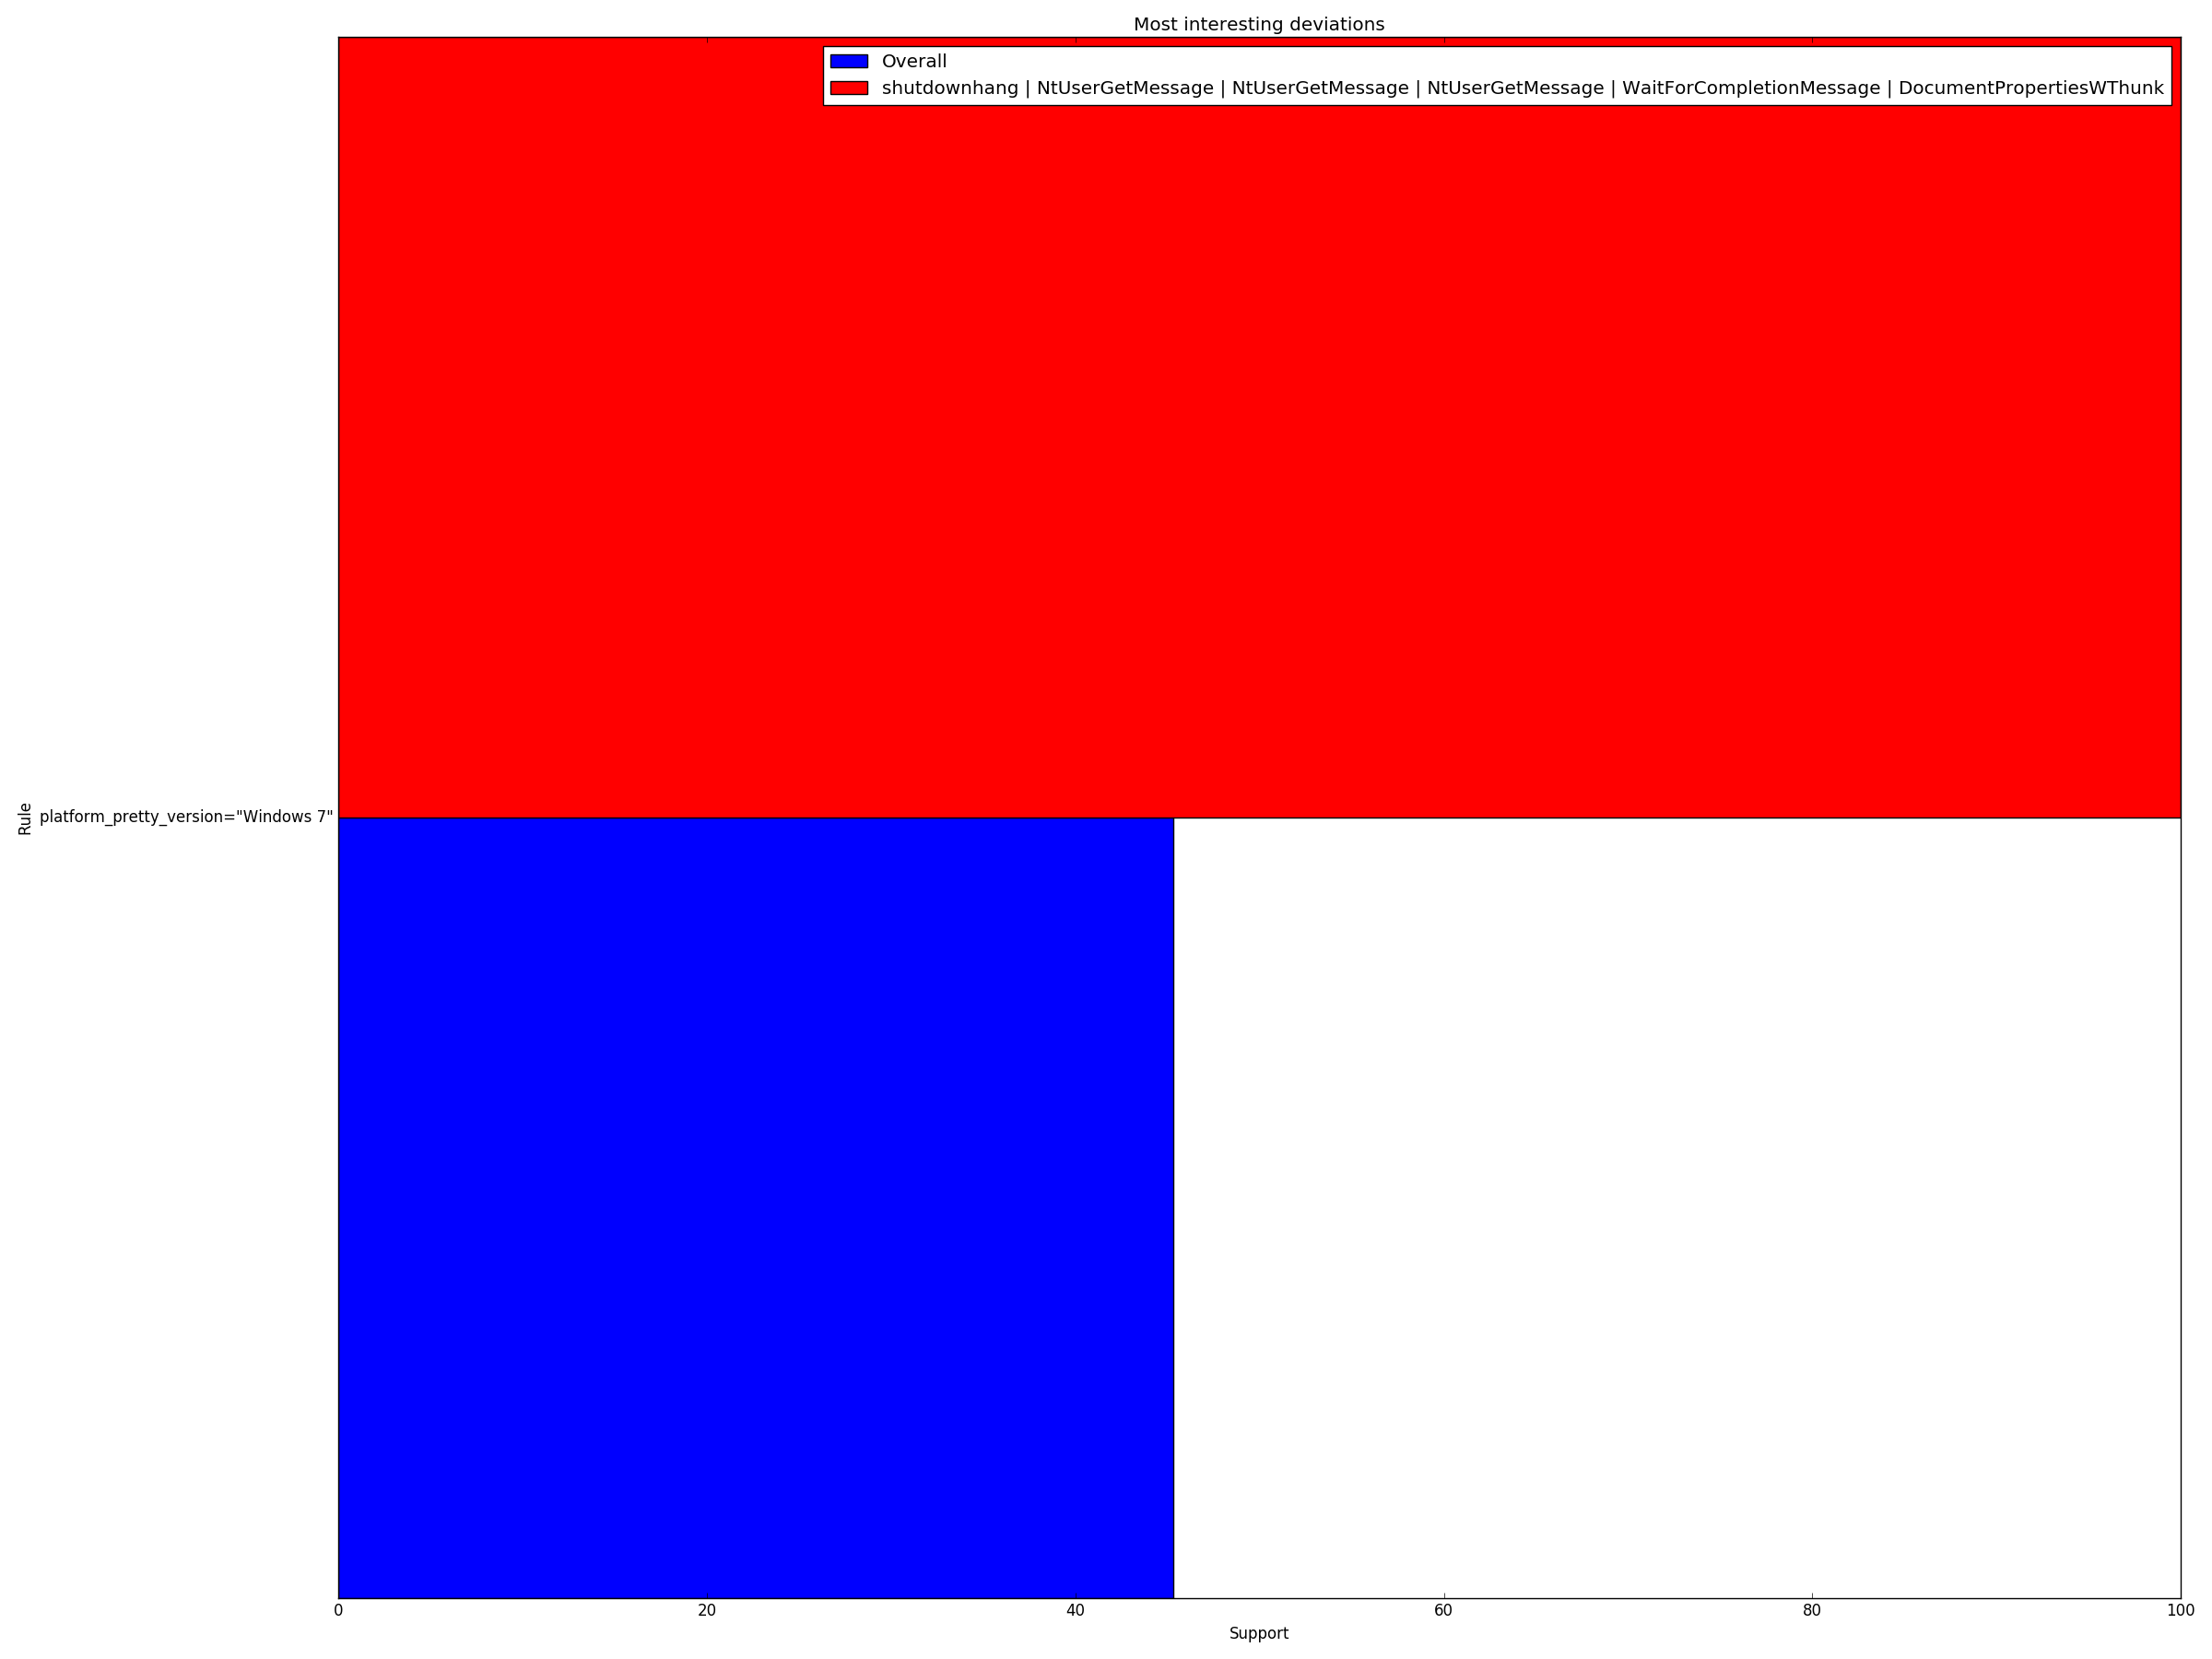 Most interesting deviations
Overall
shutdownhang | NtUserGetMessage | NtUserGetMessage | NtUserGetMessage | WaitForCompletionMessage | DocumentPropertiesWThunk
Rule
platform_pretty_version="Windows 7"
0 20 40 60 80 100
Support